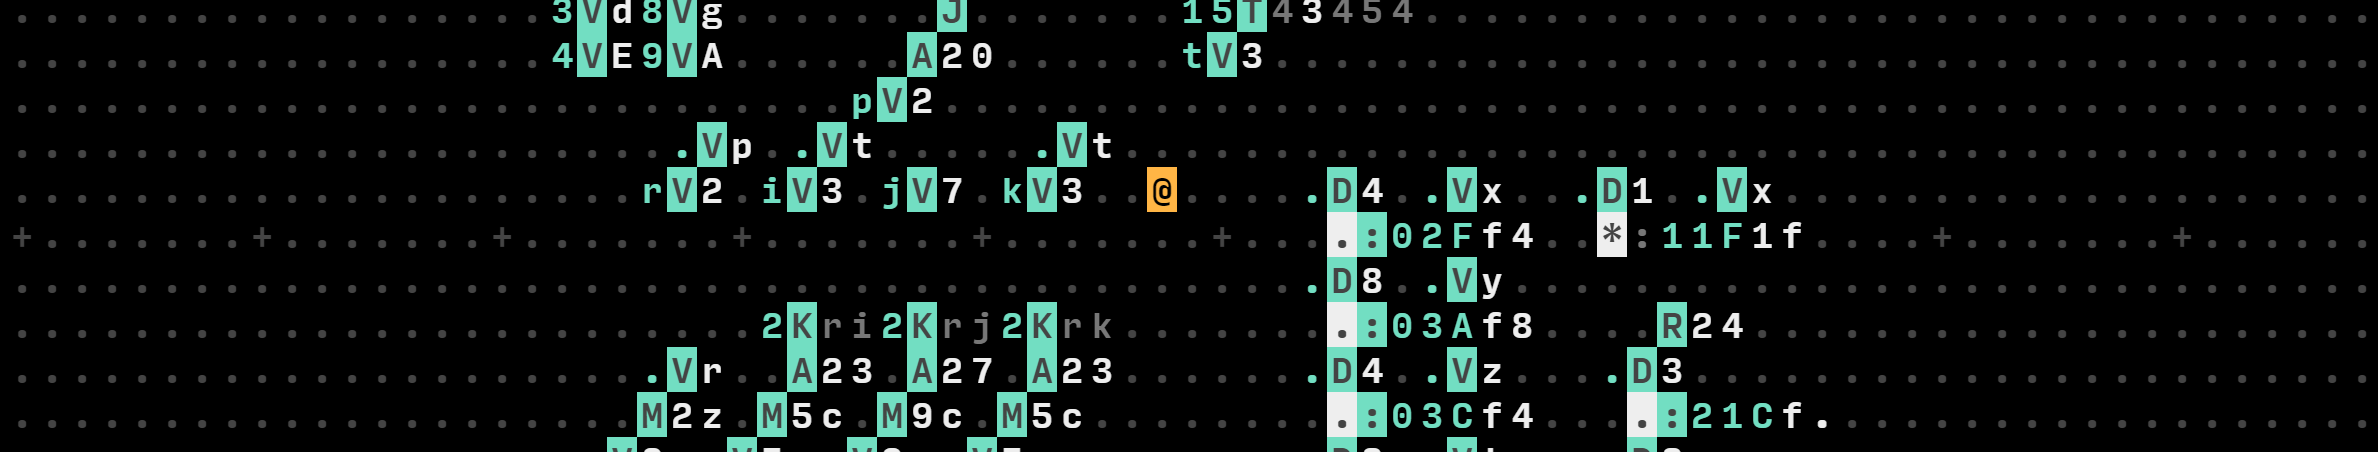 3Vd8Vg J 15T43454
4VE9VA A20 tV3
pV2
.Vp .Vt .Vt
rV2 iV3 jV7 kV3 @ .D4 .Vx .D1 .Vx
+ + + + + + .:02Ff4 *:11F1f + +
.D8 .Vy
2Kri2Krj2Krk .:03Af8 R24
.Vr A23 A27 A23 .D4 .Vz .D3
M2z M5c M9c M5c .:03Cf4 .:21Cf.